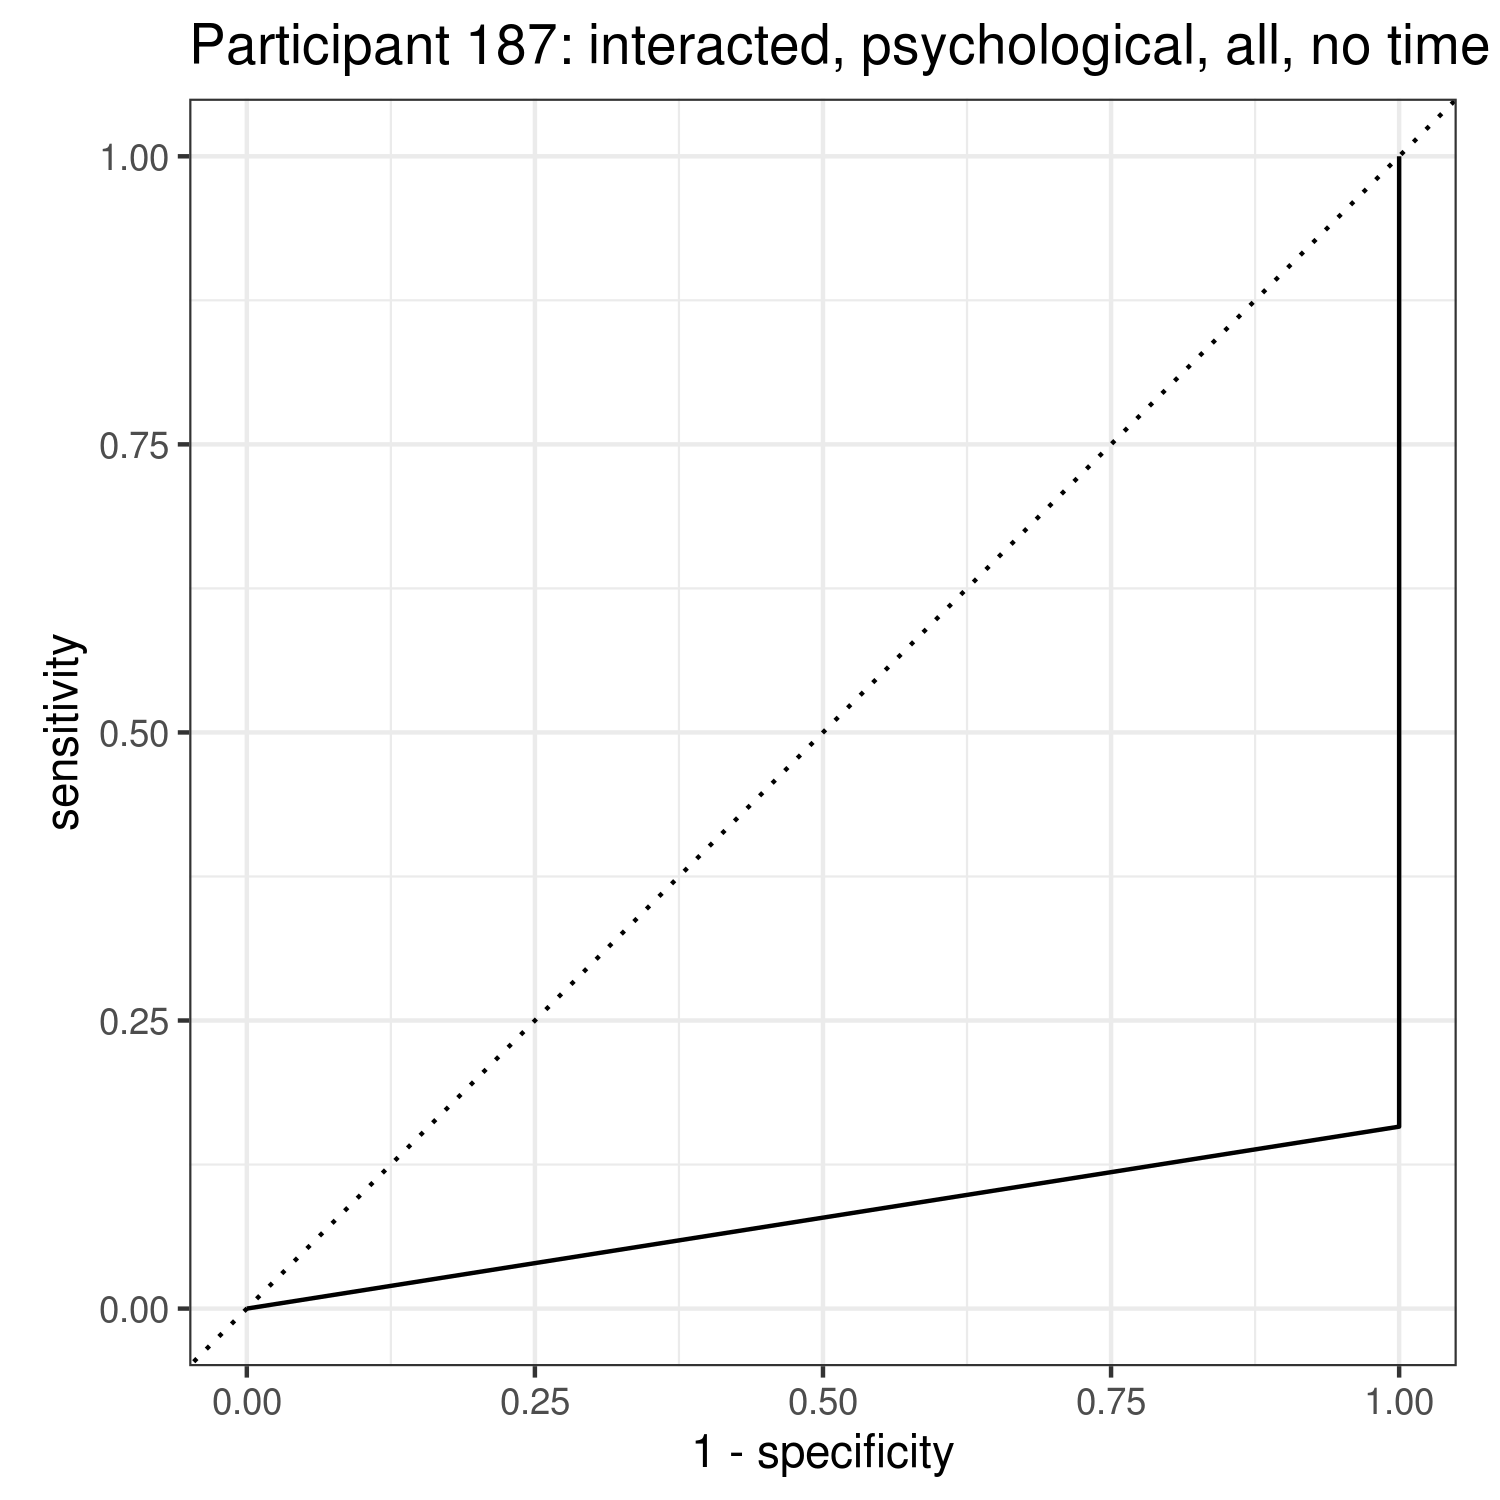 Participant 187: interacted, psychological, all, no time
1.00
0.75
0.50
0.25
0.00
sensitivity
0.00 0.25 0.50 0.75 1.00
1 - specificity